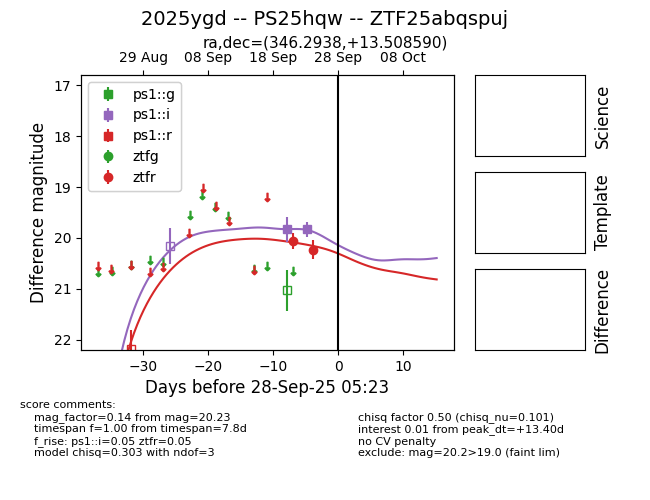 2025ygd -- PS25hqw -- ZTF25abqspuj
ra,dec=(346.2938,+13.508590)
29 Aug 08 Sep 18 Sep 28 Sep 08 Oct
ps1::g
ps1::i
ps1::r
ztfg
ztfr
17
18
19
20
21
22
Difference magnitude
−30 −20 −10 0 10
Days before 28-Sep-25 05:23
Science
Template
Difference
score comments:
mag_factor=0.14 from mag=20.23
timespan f=1.00 from timespan=7.8d
f_rise: ps1::i=0.05 ztfr=0.05
model chisq=0.303 with ndof=3
chisq factor 0.50 (chisq_nu=0.101)
interest 0.01 from peak_dt=+13.40d
no CV penalty
exclude: mag=20.2>19.0 (faint lim)